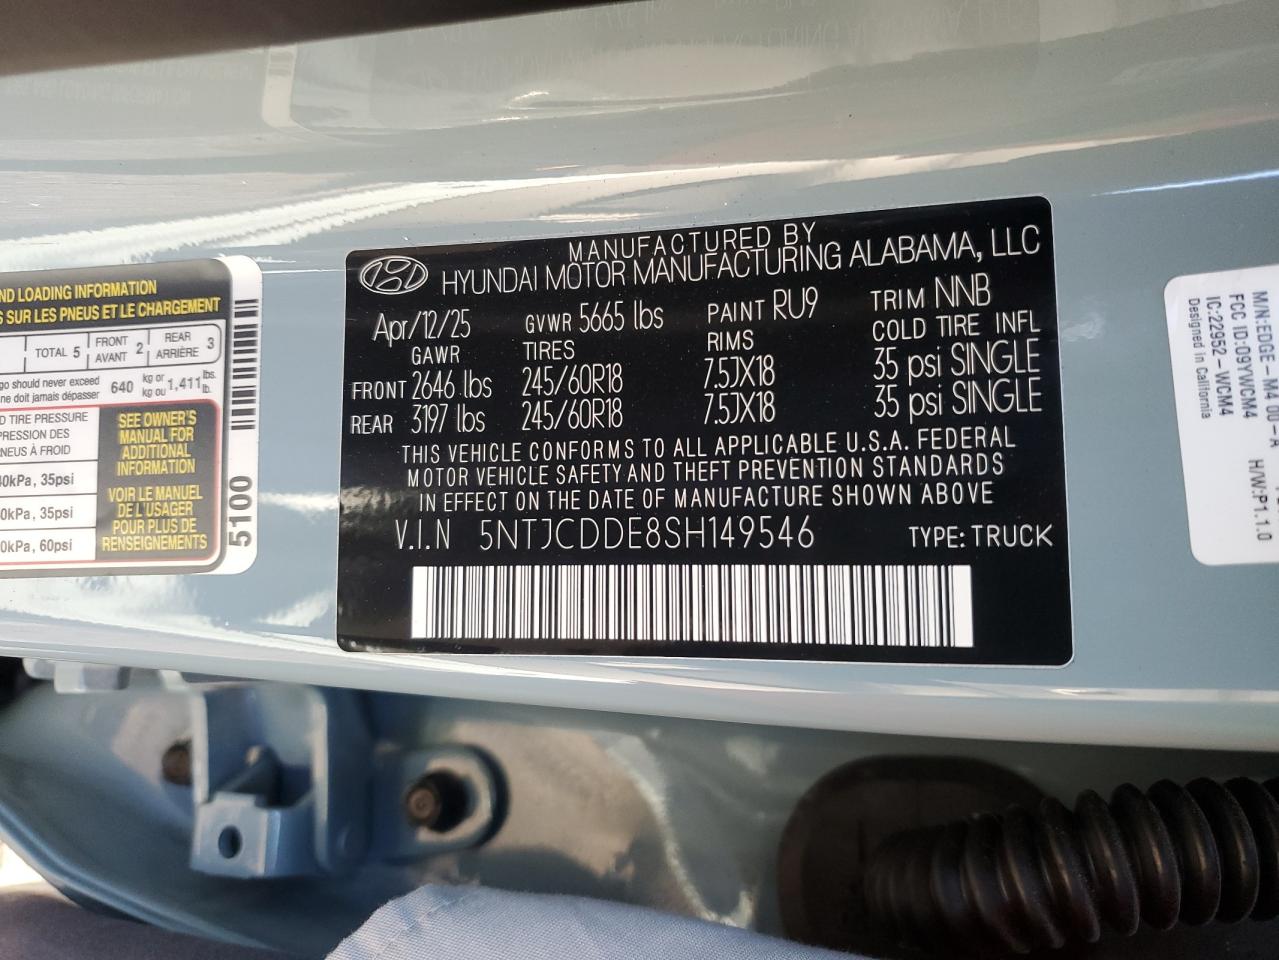 ND LOADING INFORMATION
S SUR LES PNEUS ET LE CHARGEMENT
TOTAL 5
FRONT
AVANT 2
REAR
ARRIÈRE 3
go should never exceed
ne doit jamais dépasser
640 kg or
kg ou 1,411 lbs.
lb.
D TIRE PRESSURE
PRESSION DES
NEUS À FROID
40kPa, 35psi
0kPa, 35psi
0kPa, 60psi
SEE OWNER'S
MANUAL FOR
ADDITIONAL
INFORMATION
VOIR LE MANUEL
DE L'USAGER
POUR PLUS DE
RENSEIGNEMENTS
5100
MANUFACTURED BY
HYUNDAI MOTOR MANUFACTURING ALABAMA, LLC
Apr/12/25 GVWR 5665 lbs PAINT RU9 TRIM NNB
GAWR TIRES RIMS COLD TIRE INFL
FRONT 2646 lbs 245/60R18 7.5JX18 35 psi SINGLE
REAR 3197 lbs 245/60R18 7.5JX18 35 psi SINGLE
THIS VEHICLE CONFORMS TO ALL APPLICABLE U.S.A. FEDERAL
MOTOR VEHICLE SAFETY AND THEFT PREVENTION STANDARDS
IN EFFECT ON THE DATE OF MANUFACTURE SHOWN ABOVE
V.I.N 5NTJCDDE8SH149546 TYPE: TRUCK
M/N:EDGE-M4 00-A H/W:P1.1.0
FCC ID:O9YWCM4
IC:22952-WCM4
Designed in California